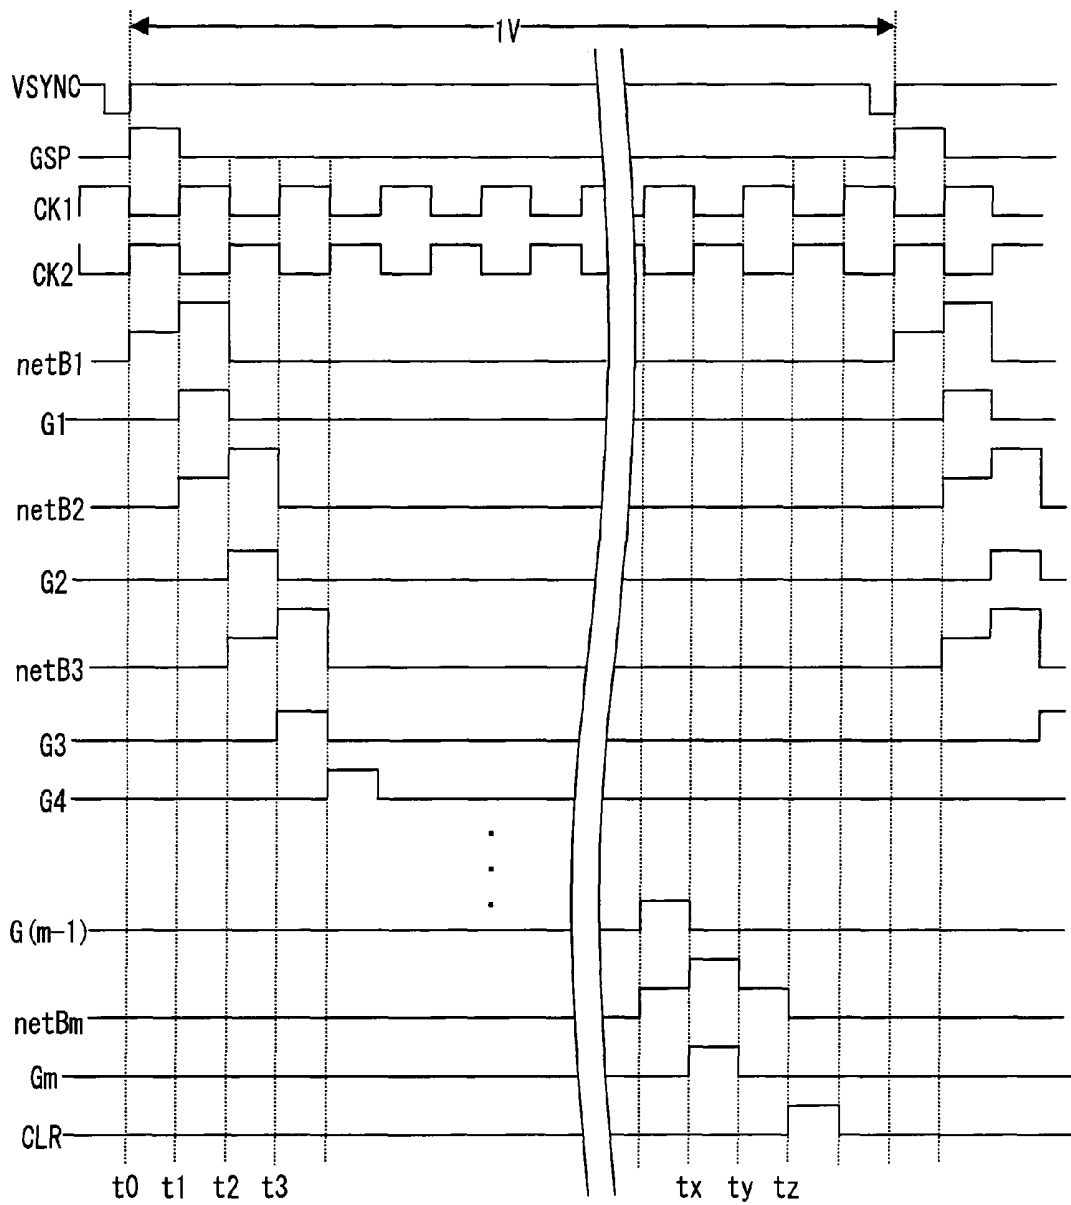 1V
VSYNC
GSP
CK1
CK2
netB1
G1
netB2
G2
netB3
G3
G4
G(m-1)
netBm
Gm
CLR
t0 t1 t2 t3 tx ty tz